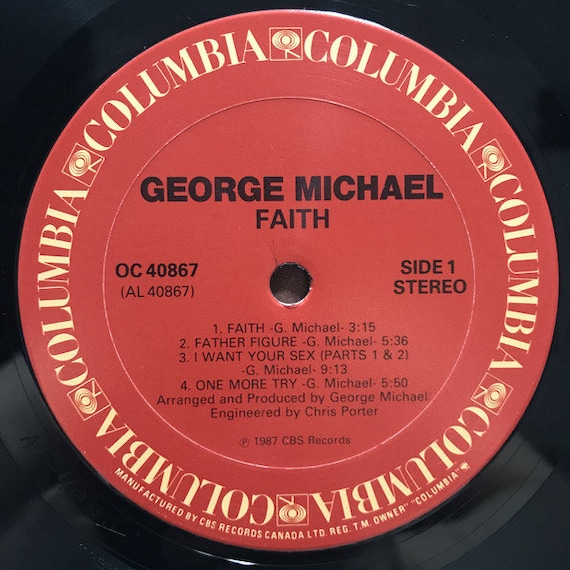 COLUMBIA COLUMBIA COLUMBIA COLUMBIA COLUMBIA COLUMBIA COLUMBIA COLUMBIA
GEORGE MICHAEL
FAITH
OC 40867
(AL 40867)
SIDE 1
STEREO
1. FAITH -G. Michael- 3:15
2. FATHER FIGURE -G. Michael- 5:36
3. I WANT YOUR SEX (PARTS 1 & 2)
-G. Michael- 9:13
4. ONE MORE TRY -G. Michael- 5:50
Arranged and Produced by George Michael
Engineered by Chris Porter
℗ 1987 CBS Records
MANUFACTURED BY CBS RECORDS CANADA LTD. REG. T.M. OWNER "COLUMBIA"